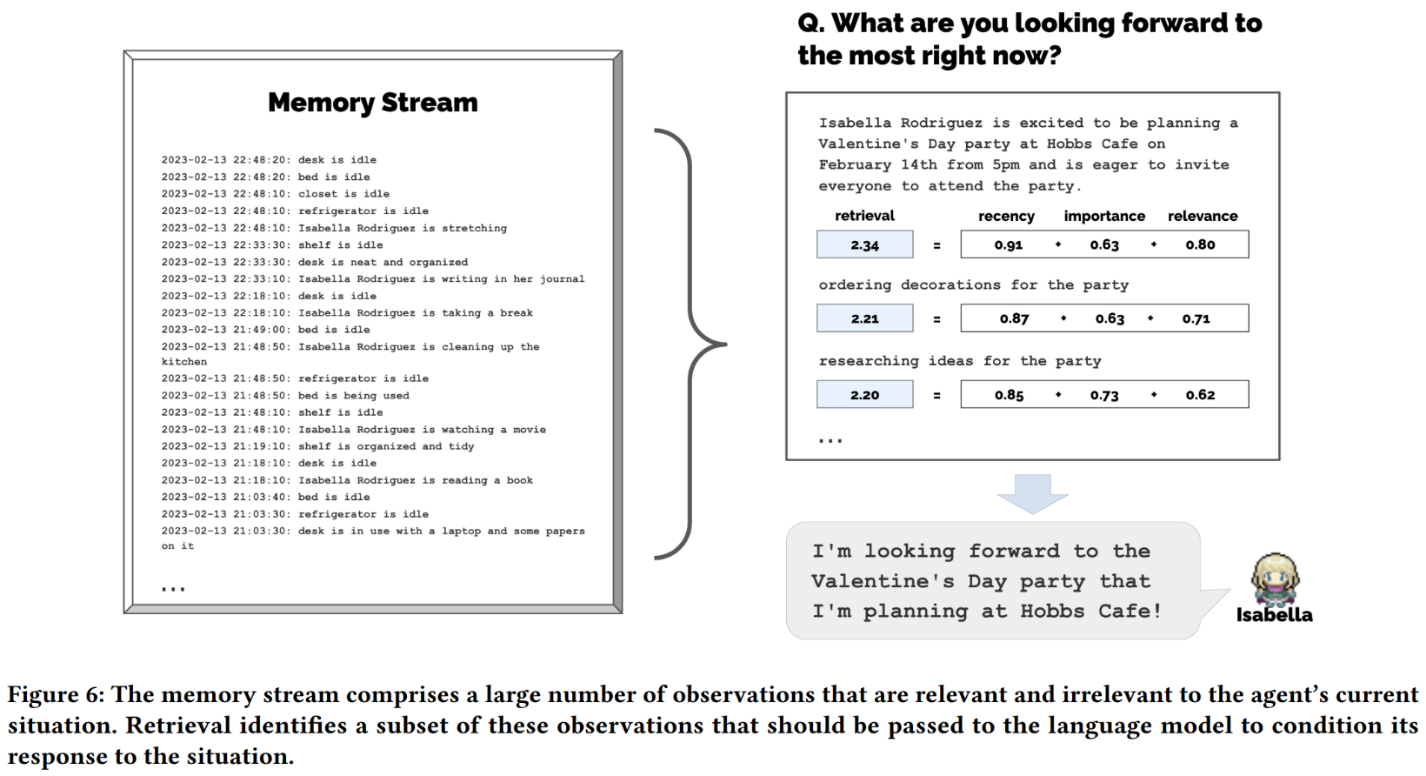 Memory Stream
2023-02-13 22:48:20: desk is idle
2023-02-13 22:48:20: bed is idle
2023-02-13 22:48:10: closet is idle
2023-02-13 22:48:10: refrigerator is idle
2023-02-13 22:48:10: Isabella Rodriguez is stretching
2023-02-13 22:33:30: shelf is idle
2023-02-13 22:33:30: desk is neat and organized
2023-02-13 22:33:10: Isabella Rodriguez is writing in her journal
2023-02-13 22:18:10: desk is idle
2023-02-13 22:18:10: Isabella Rodriguez is taking a break
2023-02-13 21:49:00: bed is idle
2023-02-13 21:48:50: Isabella Rodriguez is cleaning up the
kitchen
2023-02-13 21:48:50: refrigerator is idle
2023-02-13 21:48:50: bed is being used
2023-02-13 21:48:10: shelf is idle
2023-02-13 21:48:10: Isabella Rodriguez is watching a movie
2023-02-13 21:19:10: shelf is organized and tidy
2023-02-13 21:18:10: desk is idle
2023-02-13 21:18:10: Isabella Rodriguez is reading a book
2023-02-13 21:03:40: bed is idle
2023-02-13 21:03:30: refrigerator is idle
2023-02-13 21:03:30: desk is in use with a laptop and some papers
on it
...
Q. What are you looking forward to
the most right now?
Isabella Rodriguez is excited to be planning a
Valentine's Day party at Hobbs Cafe on
February 14th from 5pm and is eager to invite
everyone to attend the party.
retrieval recency importance relevance
2.34 = 0.91 + 0.63 + 0.80
ordering decorations for the party
2.21 = 0.87 + 0.63 + 0.71
researching ideas for the party
2.20 = 0.85 + 0.73 + 0.62
...
I'm looking forward to the
Valentine's Day party that
I'm planning at Hobbs Cafe!
Isabella
Figure 6: The memory stream comprises a large number of observations that are relevant and irrelevant to the agent's current
situation. Retrieval identifies a subset of these observations that should be passed to the language model to condition its
response to the situation.